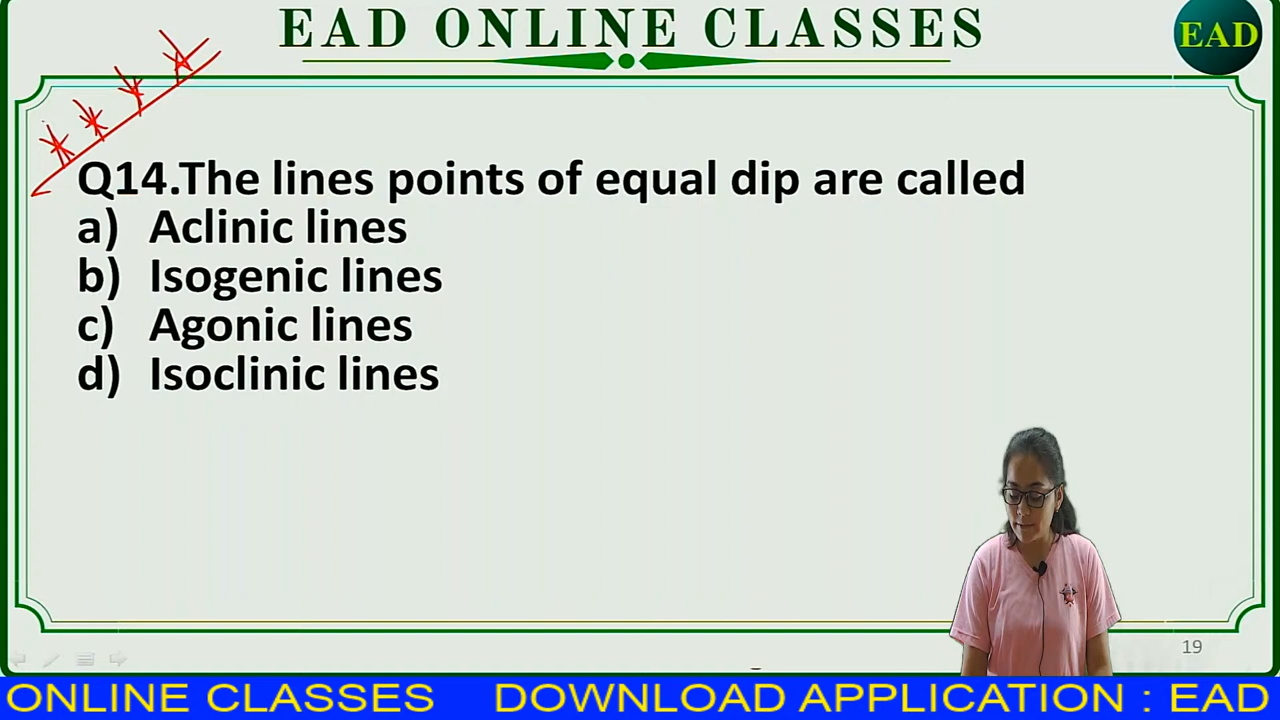 EAD ONLINE CLASSES
EAD
Q14.The lines points of equal dip are called
a) Aclinic lines
b) Isogenic lines
c) Agonic lines
d) Isoclinic lines
19
ONLINE CLASSES DOWNLOAD APPLICATION : EAD